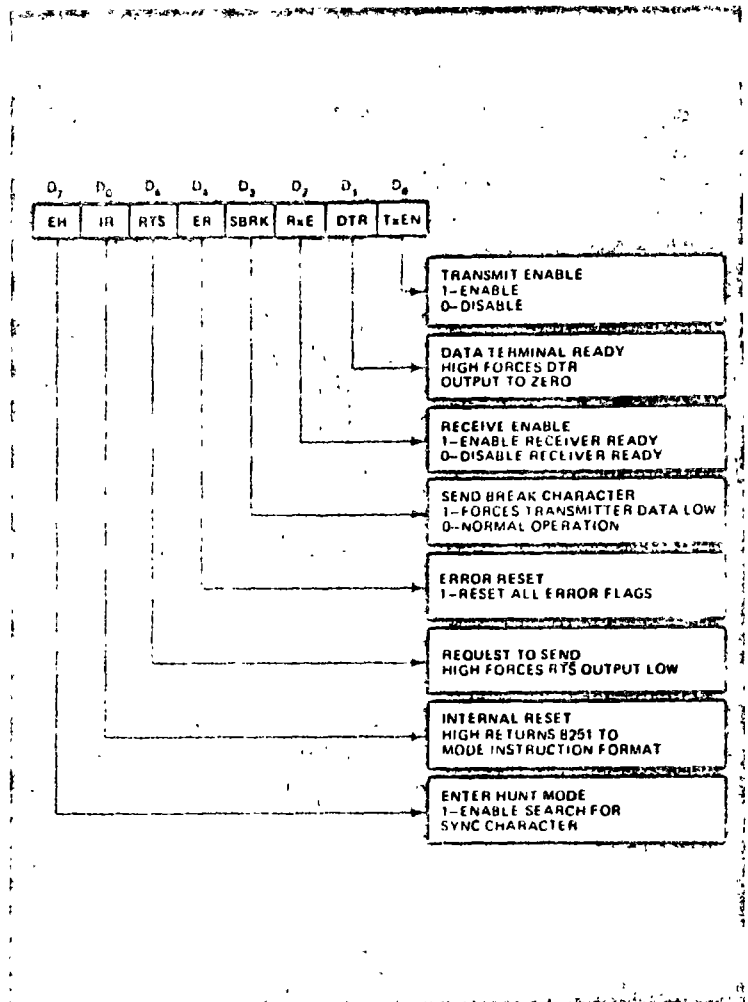 D₇ D₆ D₅ D₄ D₃ D₂ D₁ D₀
EH IR RTS ER SBRK RxE DTR TxEN
TRANSMIT ENABLE
1-ENABLE
0-DISABLE
DATA TERMINAL READY
HIGH FORCES DTR
OUTPUT TO ZERO
RECEIVE ENABLE
1-ENABLE RECEIVER READY
0-DISABLE RECEIVER READY
SEND BREAK CHARACTER
1-FORCES TRANSMITTER DATA LOW
0-NORMAL OPERATION
ERROR RESET
1-RESET ALL ERROR FLAGS
REQUEST TO SEND
HIGH FORCES RTS OUTPUT LOW
INTERNAL RESET
HIGH RETURNS 8251 TO
MODE INSTRUCTION FORMAT
ENTER HUNT MODE
1-ENABLE SEARCH FOR
SYNC CHARACTER